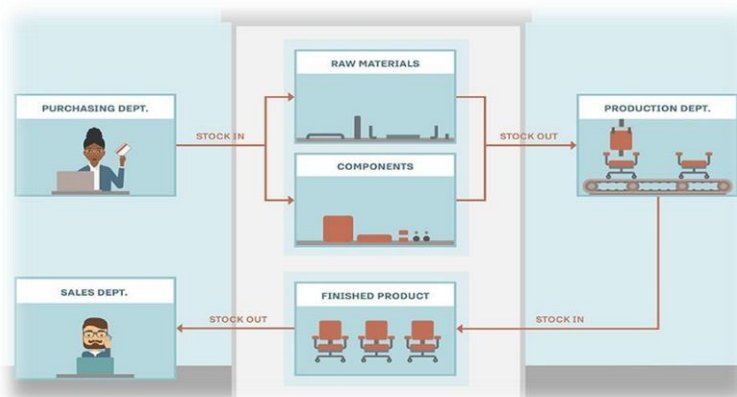 RAW MATERIALS
PURCHASING DEPT.
PRODUCTION DEPT.
STOCK IN
STOCK OUT
COMPONENTS
SALES DEPT.
FINISHED PRODUCT
STOCK OUT
STOCK IN